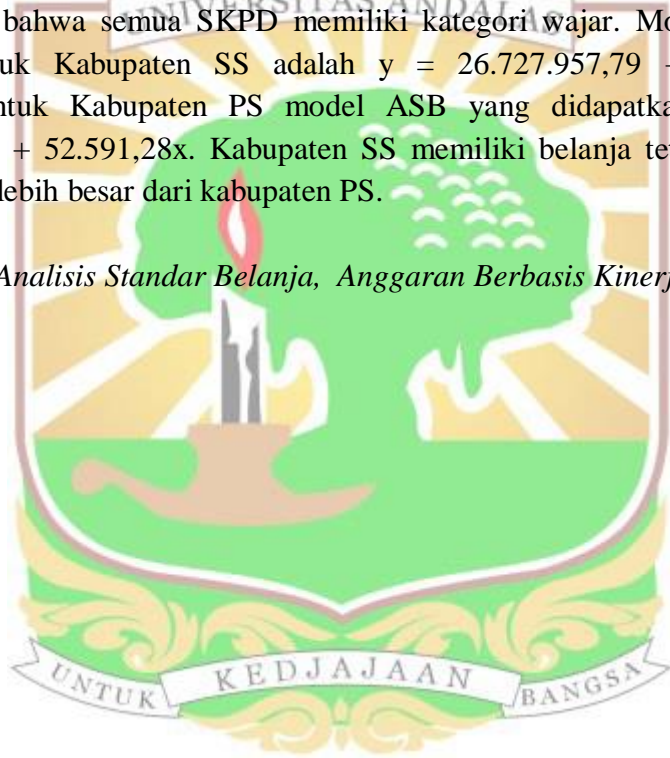 UNIVERSITAS ANDALAS
bahwa semua SKPD memiliki kategori wajar. Mo
uk Kabupaten SS adalah y = 26.727.957,79 +
ntuk Kabupaten PS model ASB yang didapatka
+ 52.591,28x. Kabupaten SS memiliki belanja te
lebih besar dari kabupaten PS.
Analisis Standar Belanja, Anggaran Berbasis Kinerj
UNTUK KEDJAJAAN BANGSA